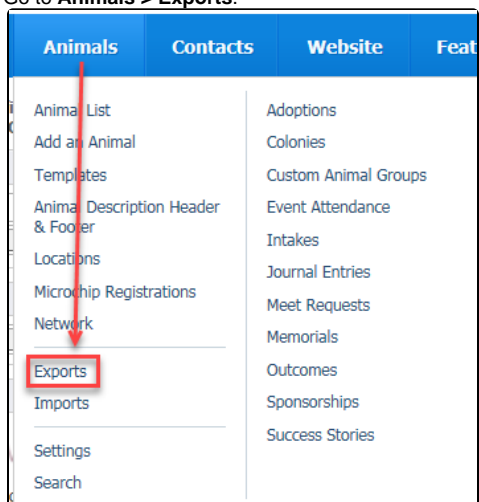 Go to Animals > Exports.
Animals Contacts Website Feat
Animal List
Add an Animal
Templates
Animal Description Header
& Footer
Locations
Microchip Registrations
Network
Exports
Imports
Settings
Search
Adoptions
Colonies
Custom Animal Groups
Event Attendance
Intakes
Journal Entries
Meet Requests
Memorials
Outcomes
Sponsorships
Success Stories